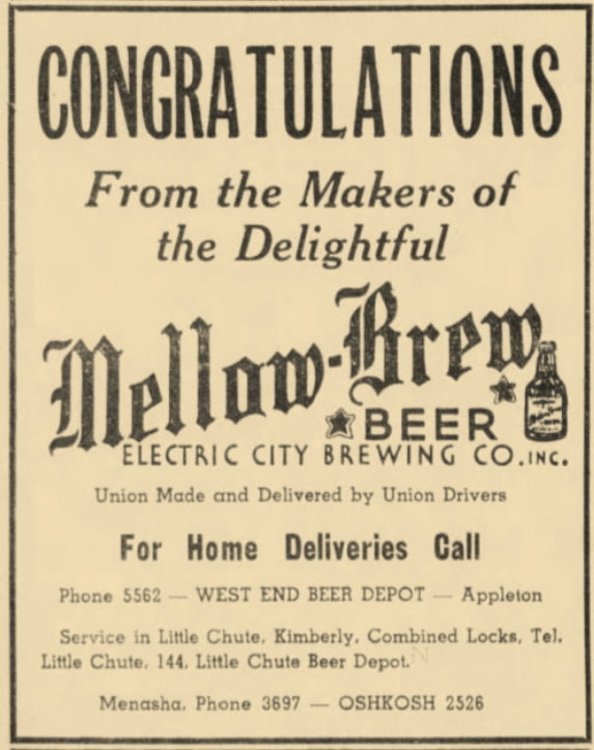 CONGRATULATIONS
From the Makers of
the Delightful
Mellow-Brew
BEER
ELECTRIC CITY BREWING CO. INC.
Union Made and Delivered by Union Drivers
For Home Deliveries Call
Phone 5562 — WEST END BEER DEPOT — Appleton
Service in Little Chute, Kimberly, Combined Locks, Tel.
Little Chute, 144, Little Chute Beer Depot.
Menasha, Phone 3697 — OSHKOSH 2526